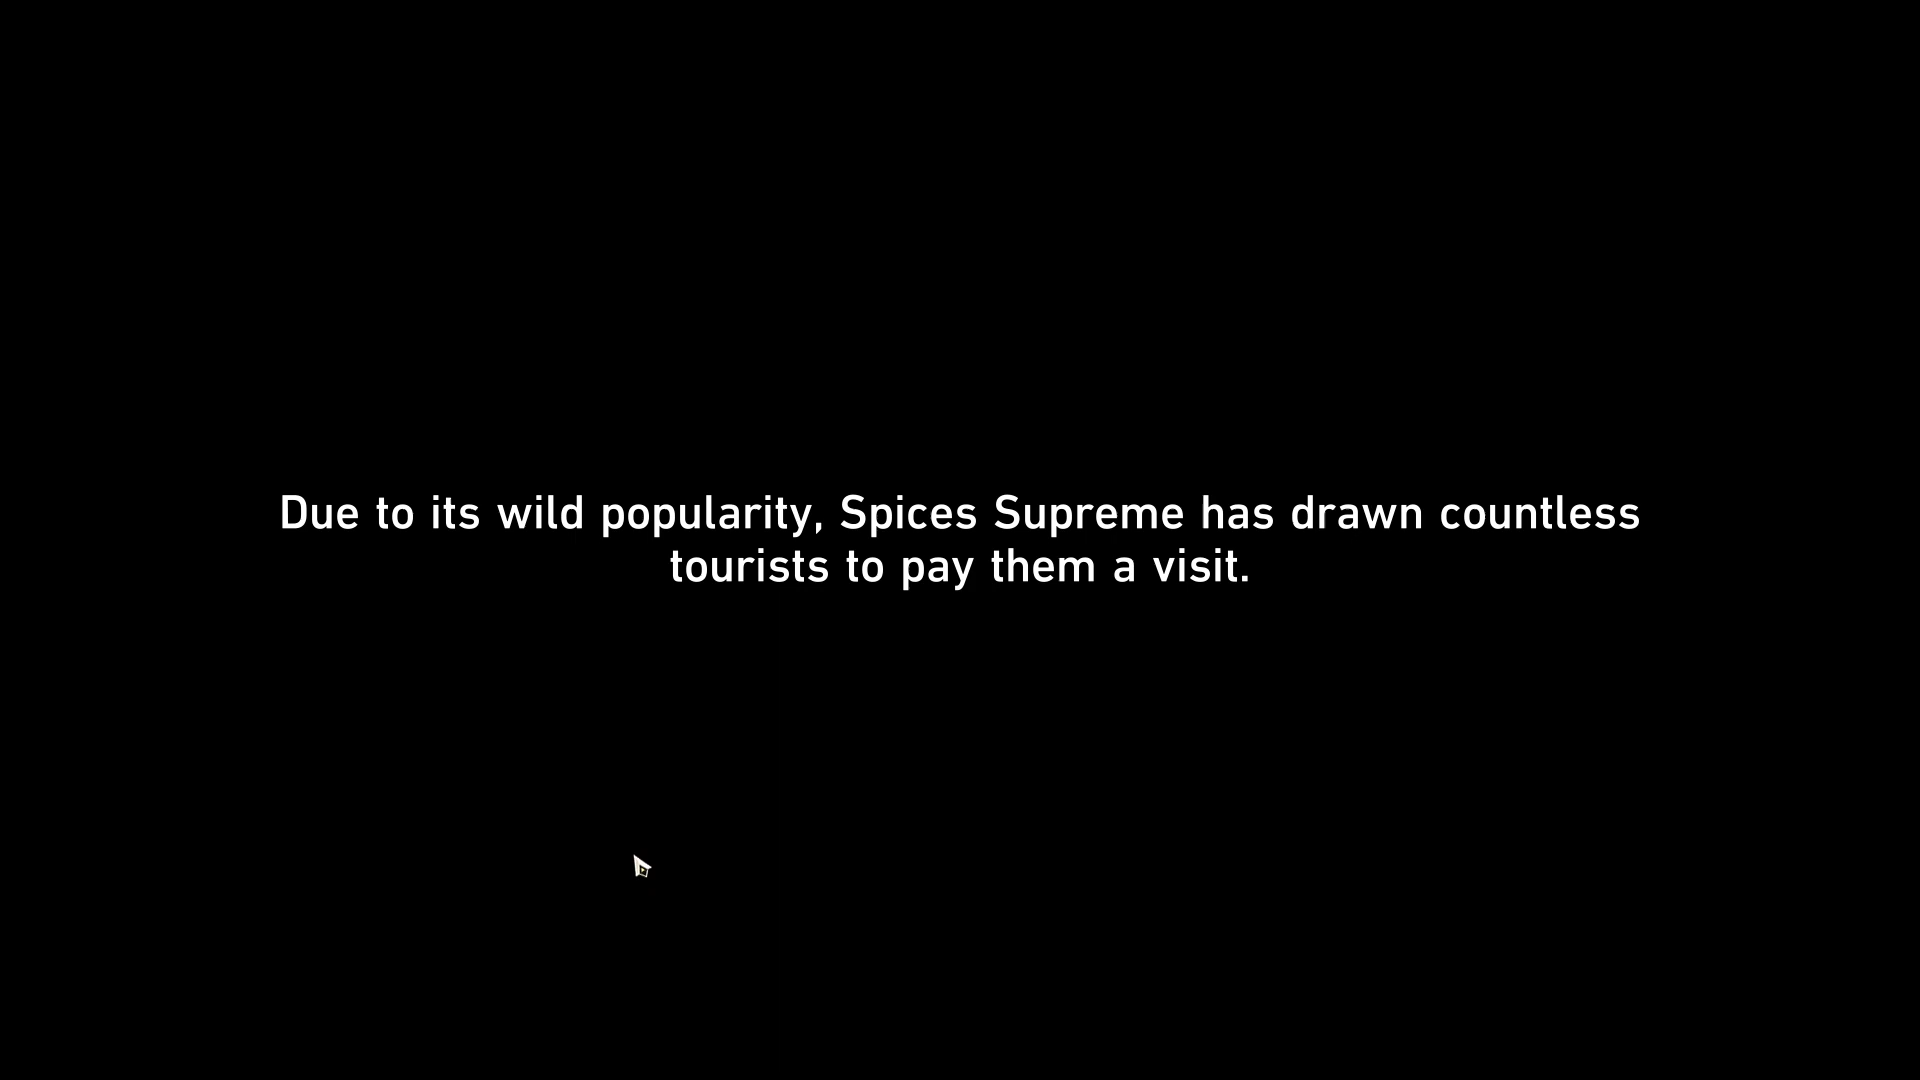 Due to its wild popularity, Spices Supreme has drawn countless
tourists to pay them a visit.